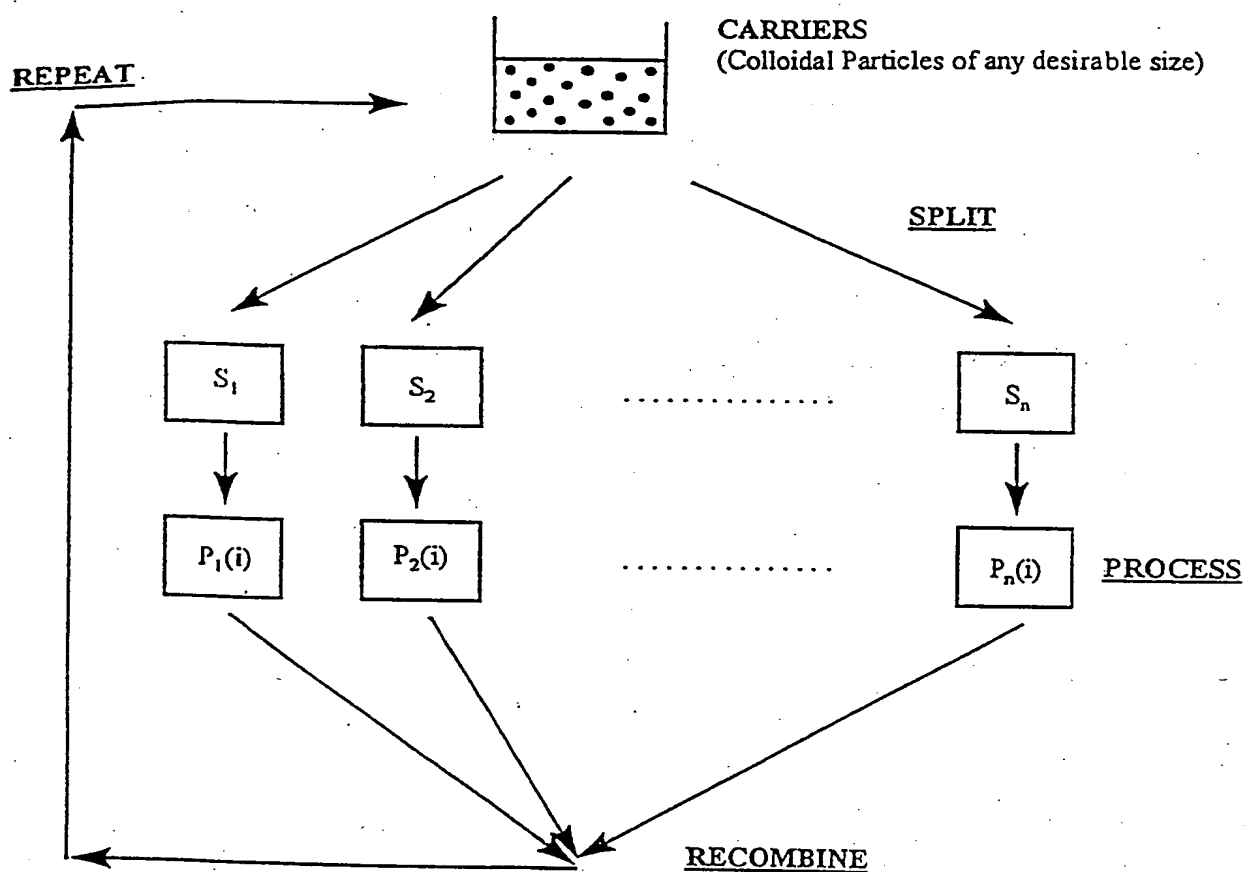 CARRIERS
(Colloidal Particles of any desirable size)
REPEAT
SPLIT
S₁ S₂ .................. Sₙ
P₁(i) P₂(i) .................. Pₙ(i) PROCESS
RECOMBINE